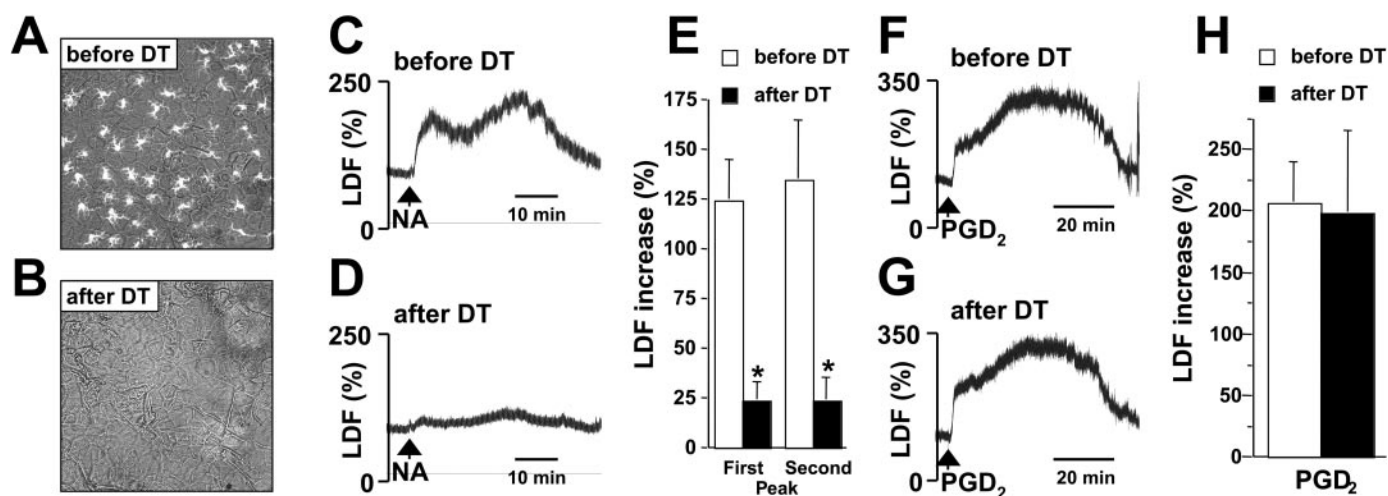 A
before DT
B
after DT
C
before DT
250
LDF (%)
0
NA
10 min
D
after DT
250
LDF (%)
0
NA
10 min
E
before DT
after DT
175
150
125
100
75
50
25
0
LDF increase (%)
*
*
First
Second
Peak
F
before DT
350
LDF (%)
0
PGD₂
20 min
G
after DT
350
LDF (%)
0
PGD₂
20 min
H
before DT
after DT
250
200
150
100
50
0
LDF increase (%)
PGD₂